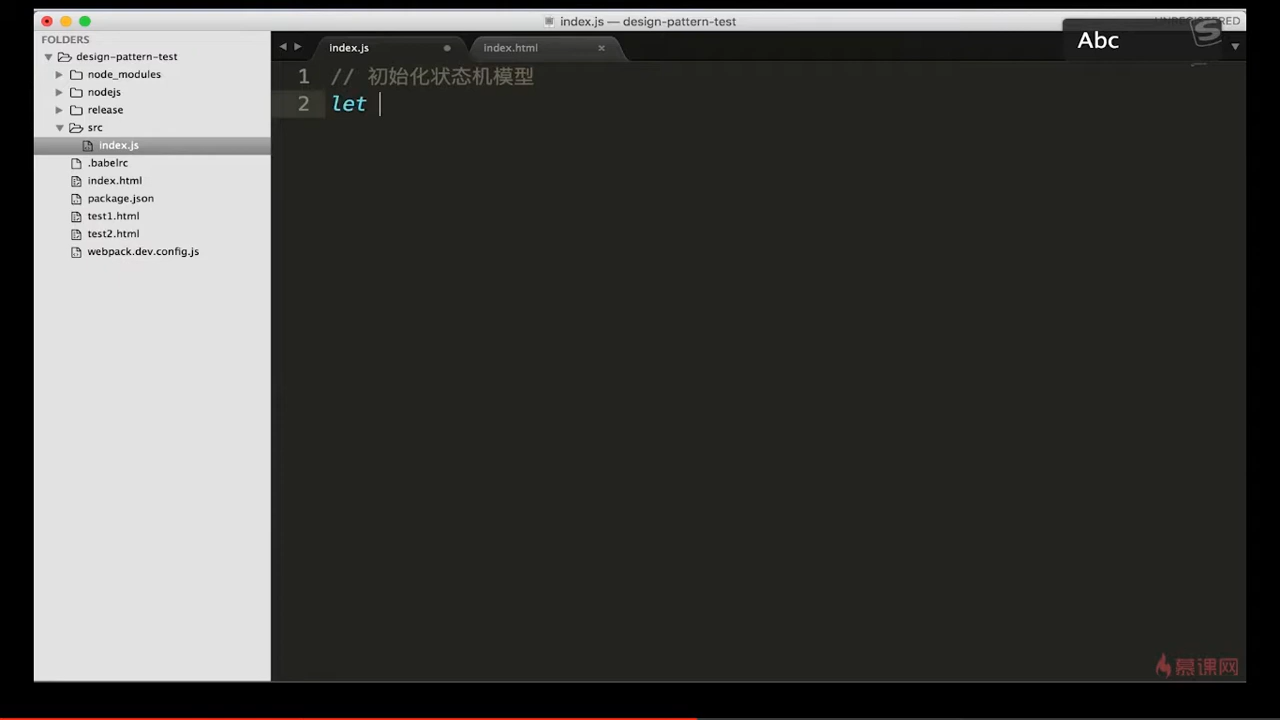 index.js — design-pattern-test
UNREGISTERED
Abc
FOLDERS
design-pattern-test
node_modules
nodejs
release
src
index.js
.babelrc
index.html
package.json
test1.html
test2.html
webpack.dev.config.js
index.js
index.html
1 // 初始化状态机模型
2 let
慕课网